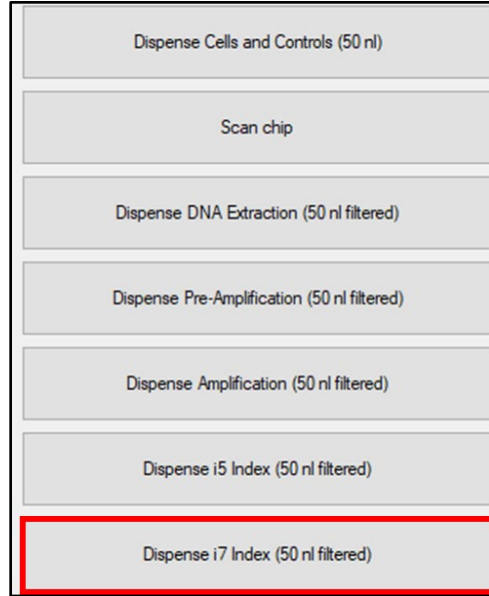 Dispense Cells and Controls (50 nl)
Scan chip
Dispense DNA Extraction (50 nl filtered)
Dispense Pre-Amplification (50 nl filtered)
Dispense Amplification (50 nl filtered)
Dispense i5 Index (50 nl filtered)
Dispense i7 Index (50 nl filtered)